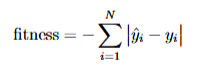 fitness = − ∑_{i=1}^{N} |ŷ_i − y_i|